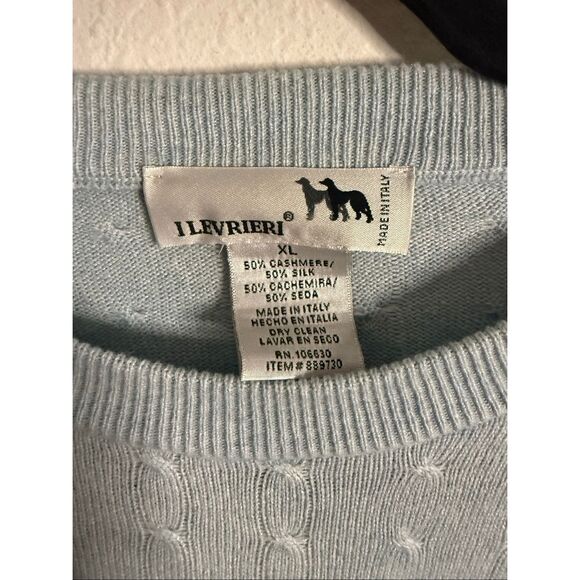 I LEVRIERI®
MADE IN ITALY
XL
50% CASHMERE/
50% SILK
50% CACHEMIRA/
50% SEDA
MADE IN ITALY
HECHO EN ITALIA
DRY CLEAN
LAVAR EN SECO
RN. 106630
ITEM# 889730